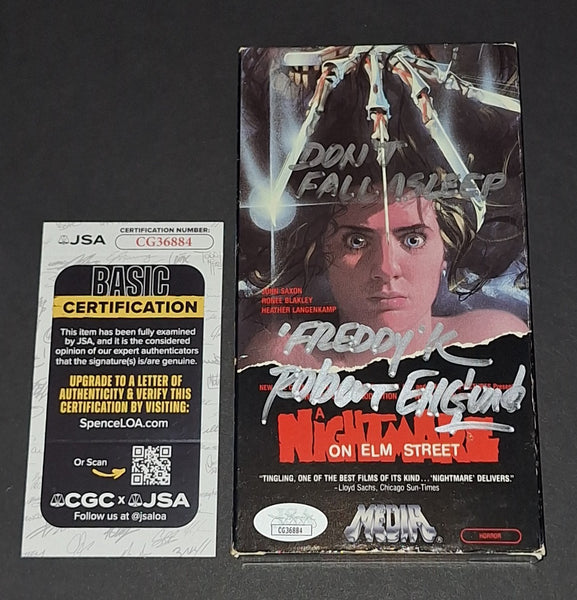 JSA
CERTIFICATION NUMBER:
CG36884
BASIC
CERTIFICATION
This item has been fully examined
by JSA, and it is the considered
opinion of our expert authenticators
that the signature(s) is/are genuine.
UPGRADE TO A LETTER OF
AUTHENTICITY & VERIFY THIS
CERTIFICATION BY VISITING:
SpenceLOA.com
Or Scan
CGC x JSA
Follow us at @jsaloa
DON'T
FALL ASLEEP
JOHN SAXON
RONEE BLAKLEY
HEATHER LANGENKAMP
'FREDDY' K
NEW
Robert Englund
A
NIGHTMARE
ON ELM STREET
"TINGLING, ONE OF THE BEST FILMS OF ITS KIND...'NIGHTMARE' DELIVERS."
- Lloyd Sachs, Chicago Sun-Times
CG36884
MEDIA®
HORROR